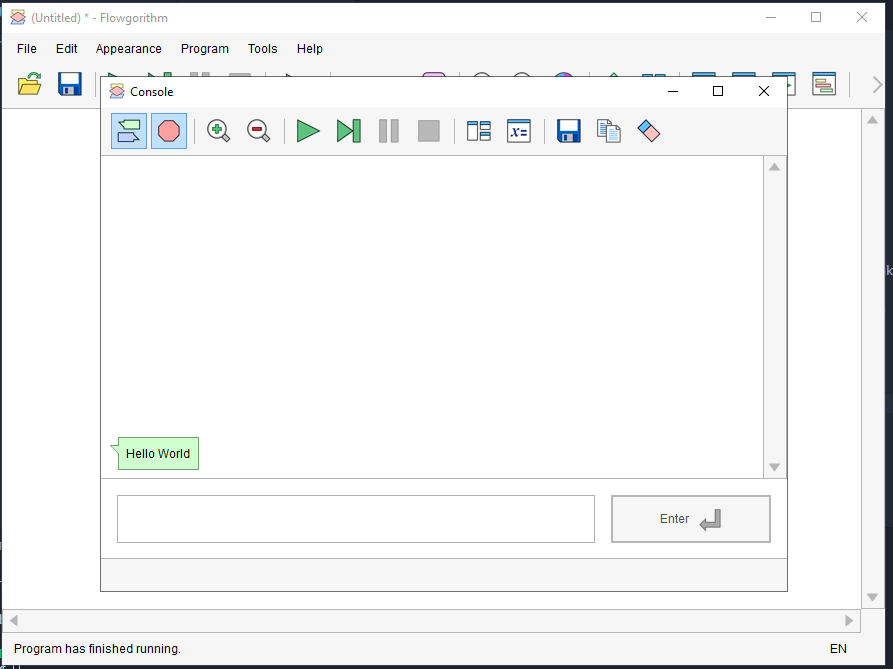 (Untitled) * - Flowgorithm
File Edit Appearance Program Tools Help
Console
x=
Hello World
Enter
Program has finished running.
EN